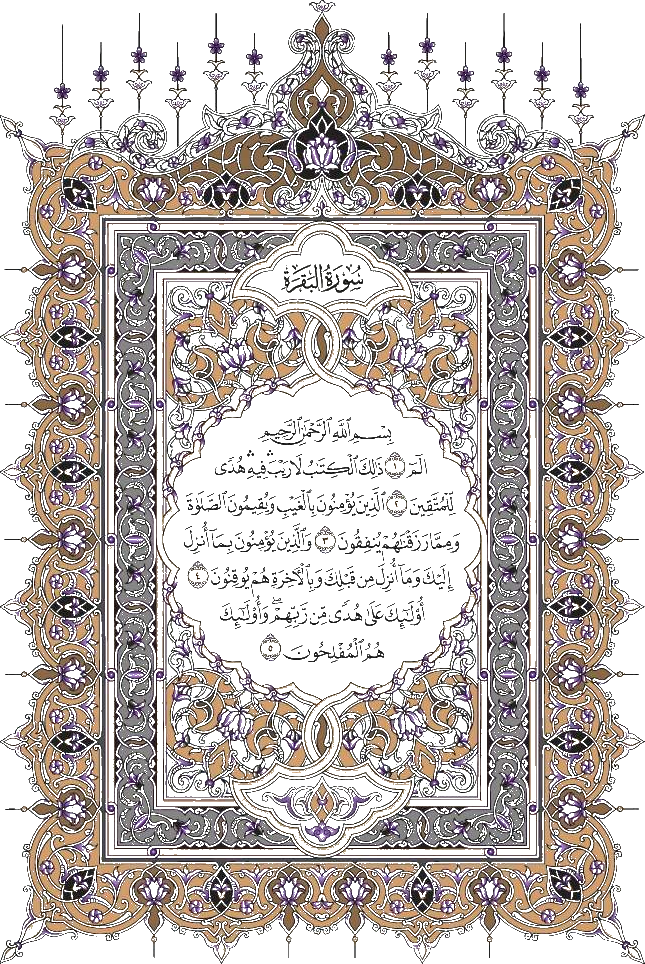 سُورَةُ البَقَرَةِ
بِسۡمِ ٱللَّهِ ٱلرَّحۡمَٰنِ ٱلرَّحِيمِ
الٓمٓ ١ ذَٰلِكَ ٱلۡكِتَٰبُ لَا رَيۡبَۛ فِيهِۛ هُدٗى
لِّلۡمُتَّقِينَ ٢ ٱلَّذِينَ يُؤۡمِنُونَ بِٱلۡغَيۡبِ وَيُقِيمُونَ ٱلصَّلَوٰةَ
وَمِمَّا رَزَقۡنَٰهُمۡ يُنفِقُونَ ٣ وَٱلَّذِينَ يُؤۡمِنُونَ بِمَآ أُنزِلَ
إِلَيۡكَ وَمَآ أُنزِلَ مِن قَبۡلِكَ وَبِٱلۡأٓخِرَةِ هُمۡ يُوقِنُونَ ٤
أُوْلَٰٓئِكَ عَلَىٰ هُدٗى مِّن رَّبِّهِمۡۖ وَأُوْلَٰٓئِكَ
هُمُ ٱلۡمُفۡلِحُونَ ٥